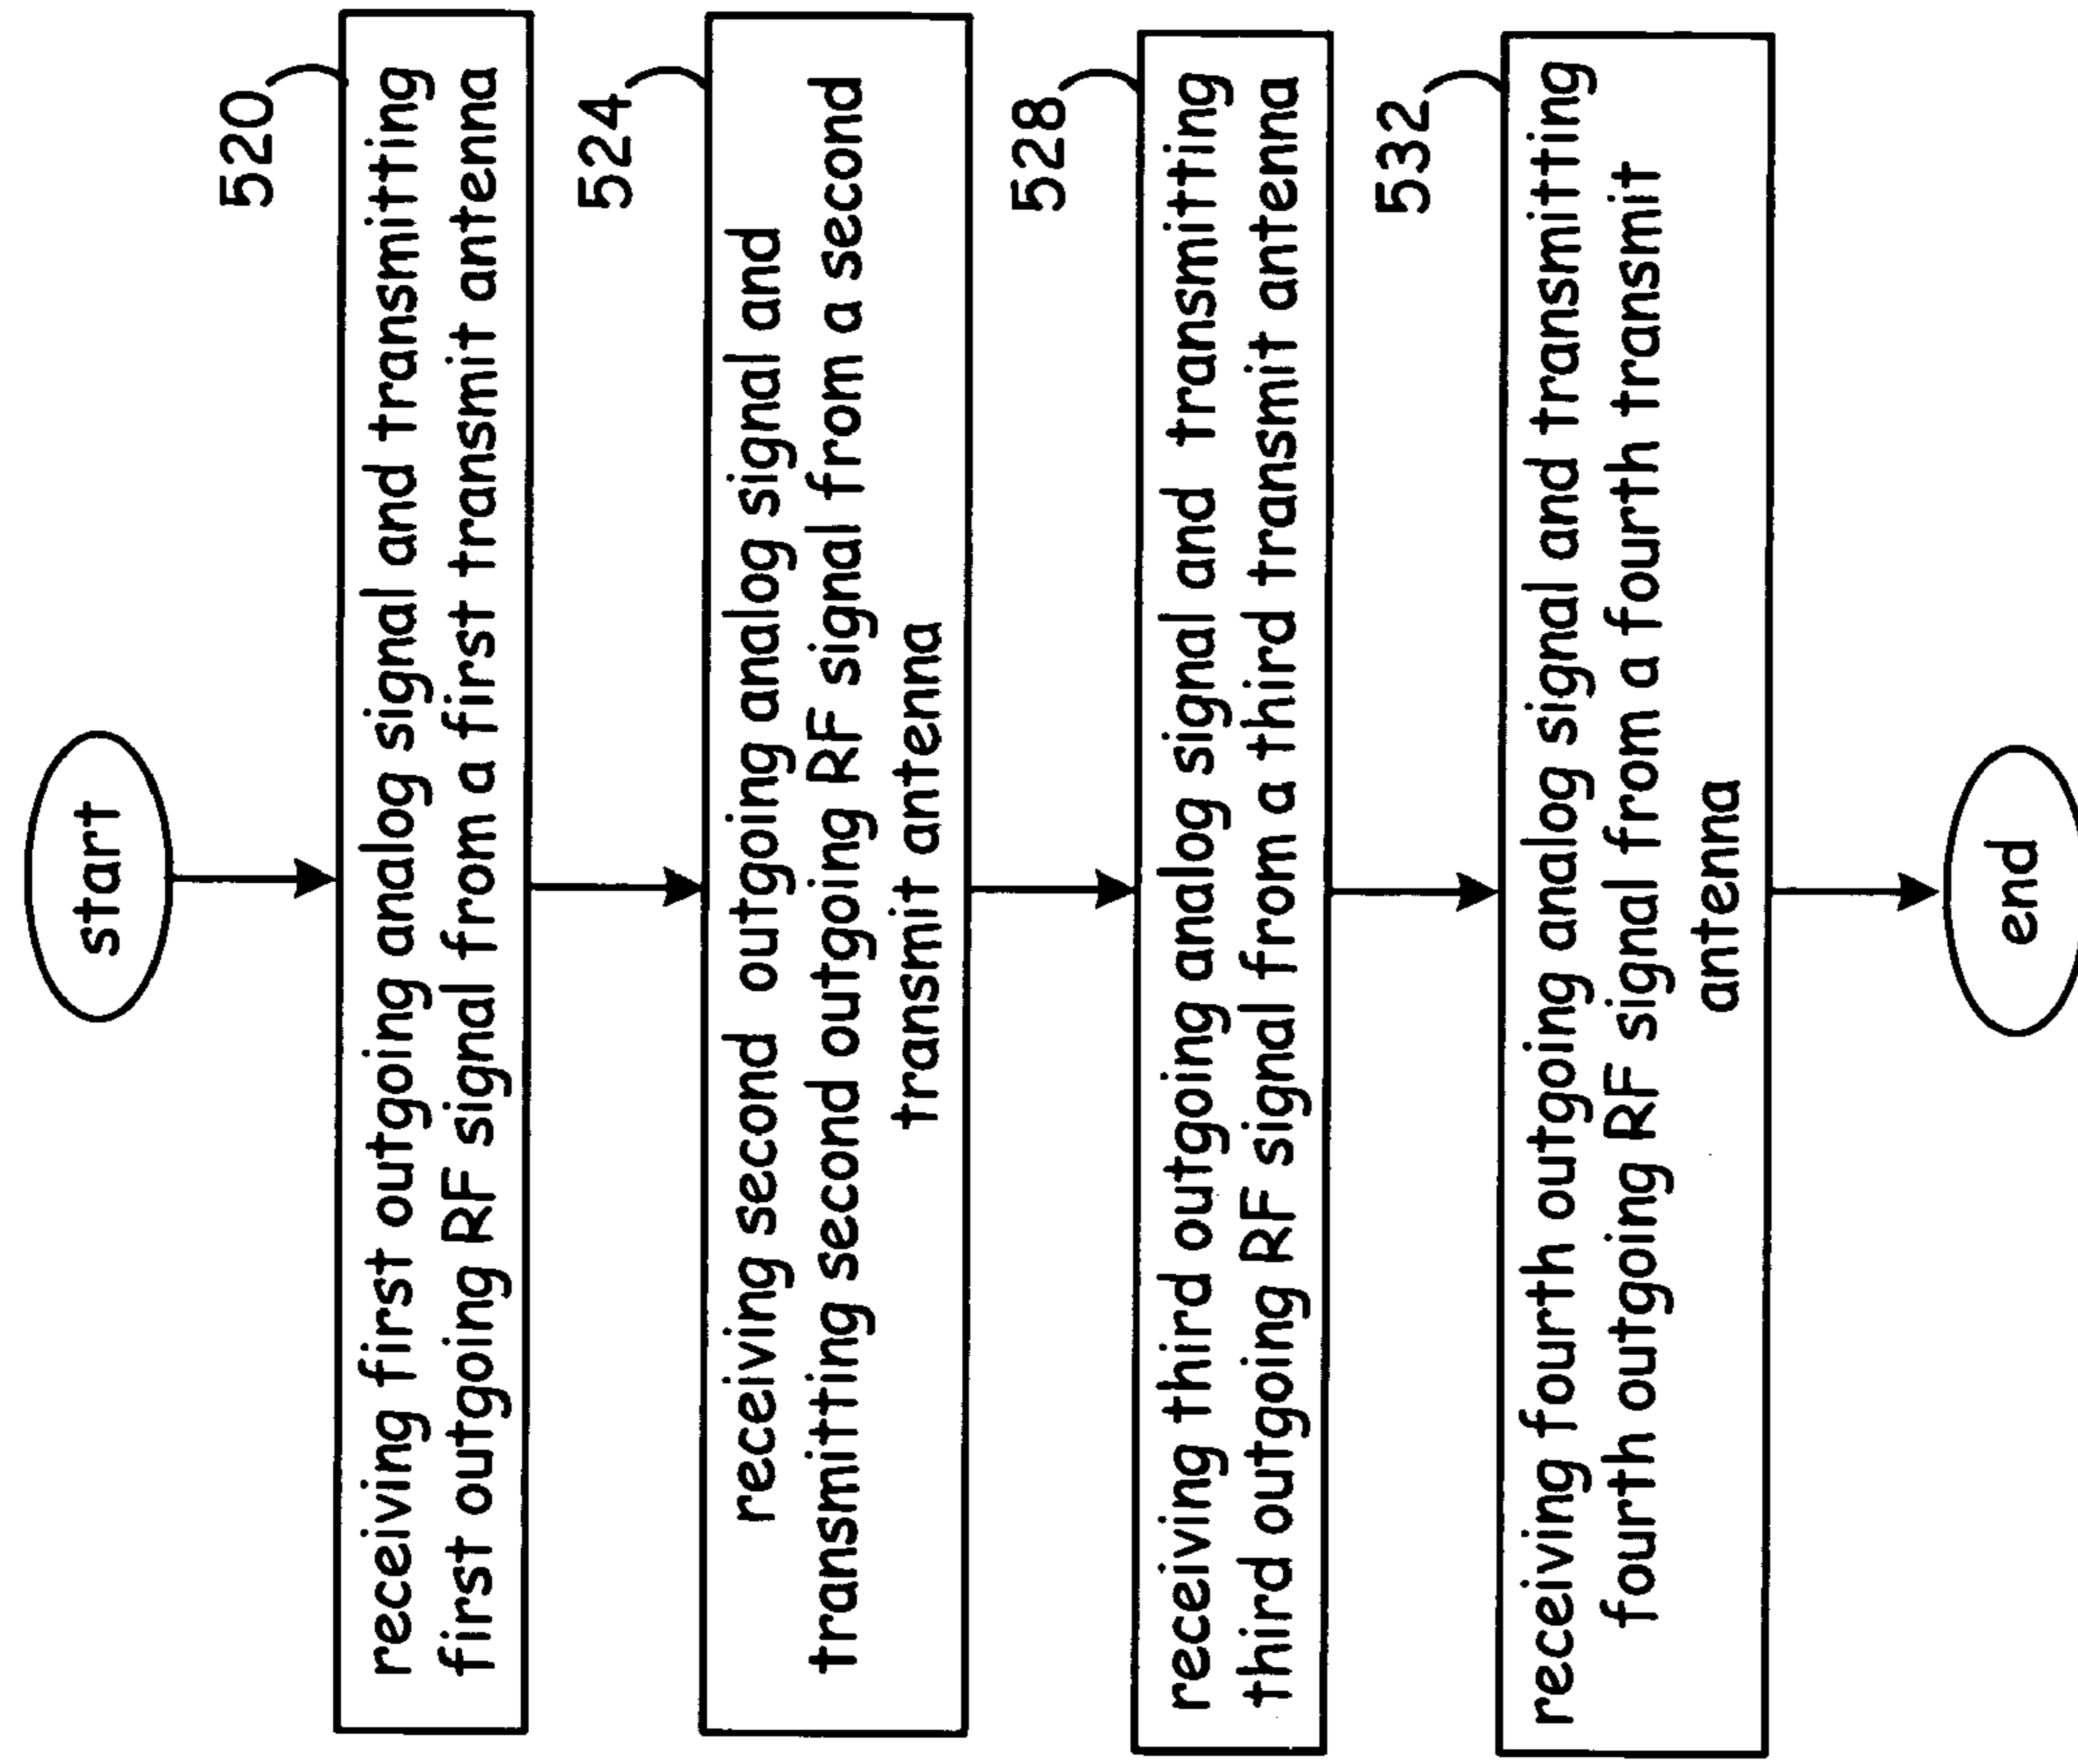 start
520
receiving first outgoing analog signal and transmitting
first outgoing RF signal from a first transmit antenna
524
receiving second outgoing analog signal and
transmitting second outgoing RF signal from a second
transmit antenna
528
receiving third outgoing analog signal and transmitting
third outgoing RF signal from a third transmit antenna
532
receiving fourth outgoing analog signal and transmitting
fourth outgoing RF signal from a fourth transmit
antenna
end